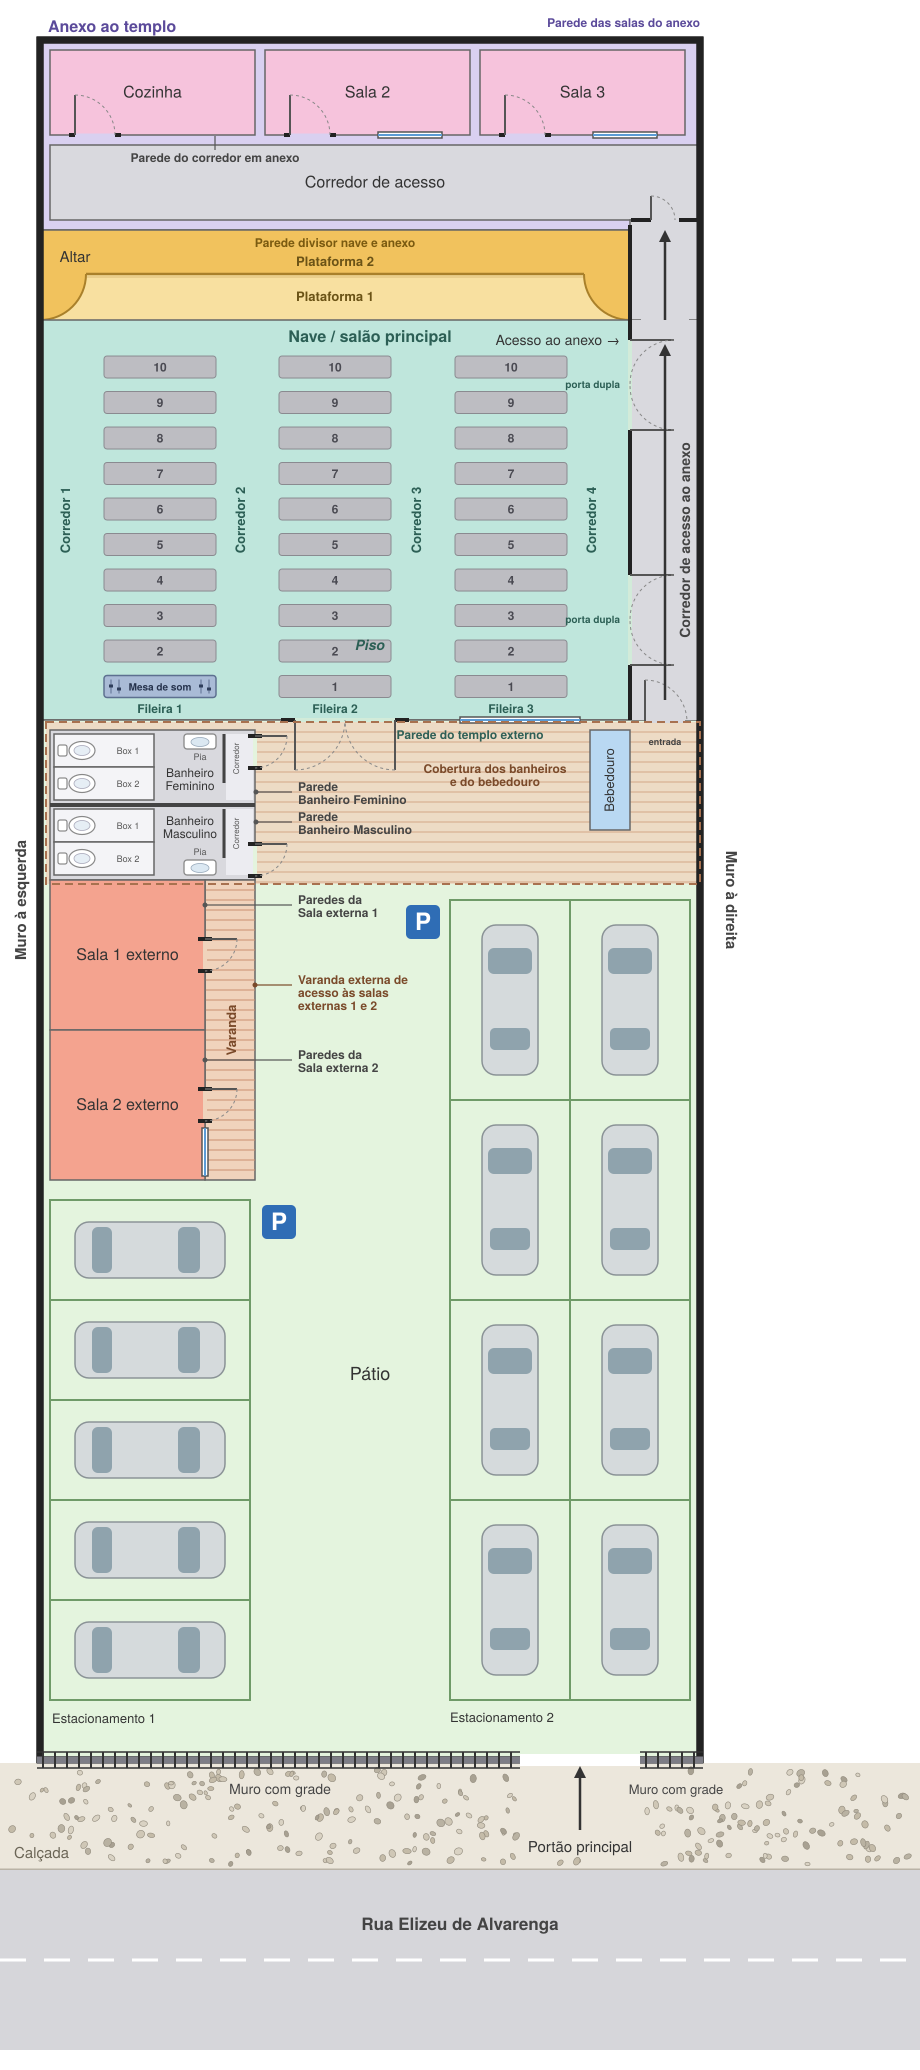 Anexo ao templo
Parede das salas do anexo
Cozinha
Sala 2
Sala 3
Parede do corredor em anexo
Corredor de acesso
Parede divisor nave e anexo
Altar
Plataforma 2
Plataforma 1
Nave / salão principal
Acesso ao anexo →
10
10
10
porta dupla
9
9
9
8
8
8
7
7
7
Corredor 1
Corredor 2
Corredor 3
Corredor 4
Corredor de acesso ao anexo
6
6
6
5
5
5
4
4
4
3
3
3
porta dupla
2
2
Piso
2
Mesa de som
1
1
Fileira 1
Fileira 2
Fileira 3
Parede do templo externo
entrada
Box 1
Pia
Banheiro
Feminino
Corredor
Box 2
Cobertura dos banheiros
e do bebedouro
Bebedouro
Parede
Banheiro Feminino
Parede
Banheiro Masculino
Box 1
Banheiro
Masculino
Corredor
Pia
Box 2
Muro à esquerda
Muro à direita
Paredes da
Sala externa 1
P
Sala 1 externo
Varanda externa de
acesso às salas
externas 1 e 2
Varanda
Paredes da
Sala externa 2
Sala 2 externo
P
Pátio
Estacionamento 1
Estacionamento 2
Muro com grade
Muro com grade
Portão principal
Calçada
Rua Elizeu de Alvarenga